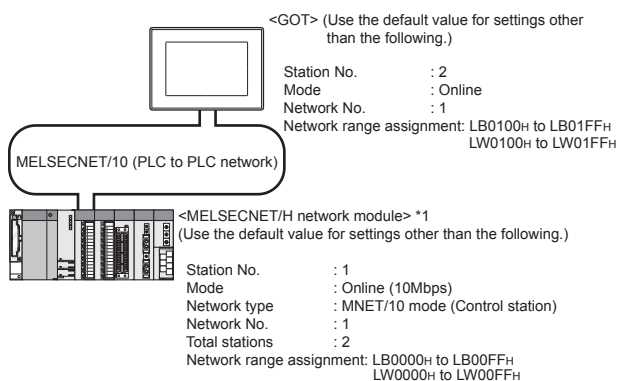 <GOT> (Use the default value for settings other
than the following.)
Station No. : 2
Mode : Online
Network No. : 1
Network range assignment: LB0100H to LB01FFH
LW0100H to LW01FFH
MELSECNET/10 (PLC to PLC network)
<MELSECNET/H network module> *1
(Use the default value for settings other than the following.)
Station No. : 1
Mode : Online (10Mbps)
Network type : MNET/10 mode (Control station)
Network No. : 1
Total stations : 2
Network range assignment: LB0000H to LB00FFH
LW0000H to LW00FFH